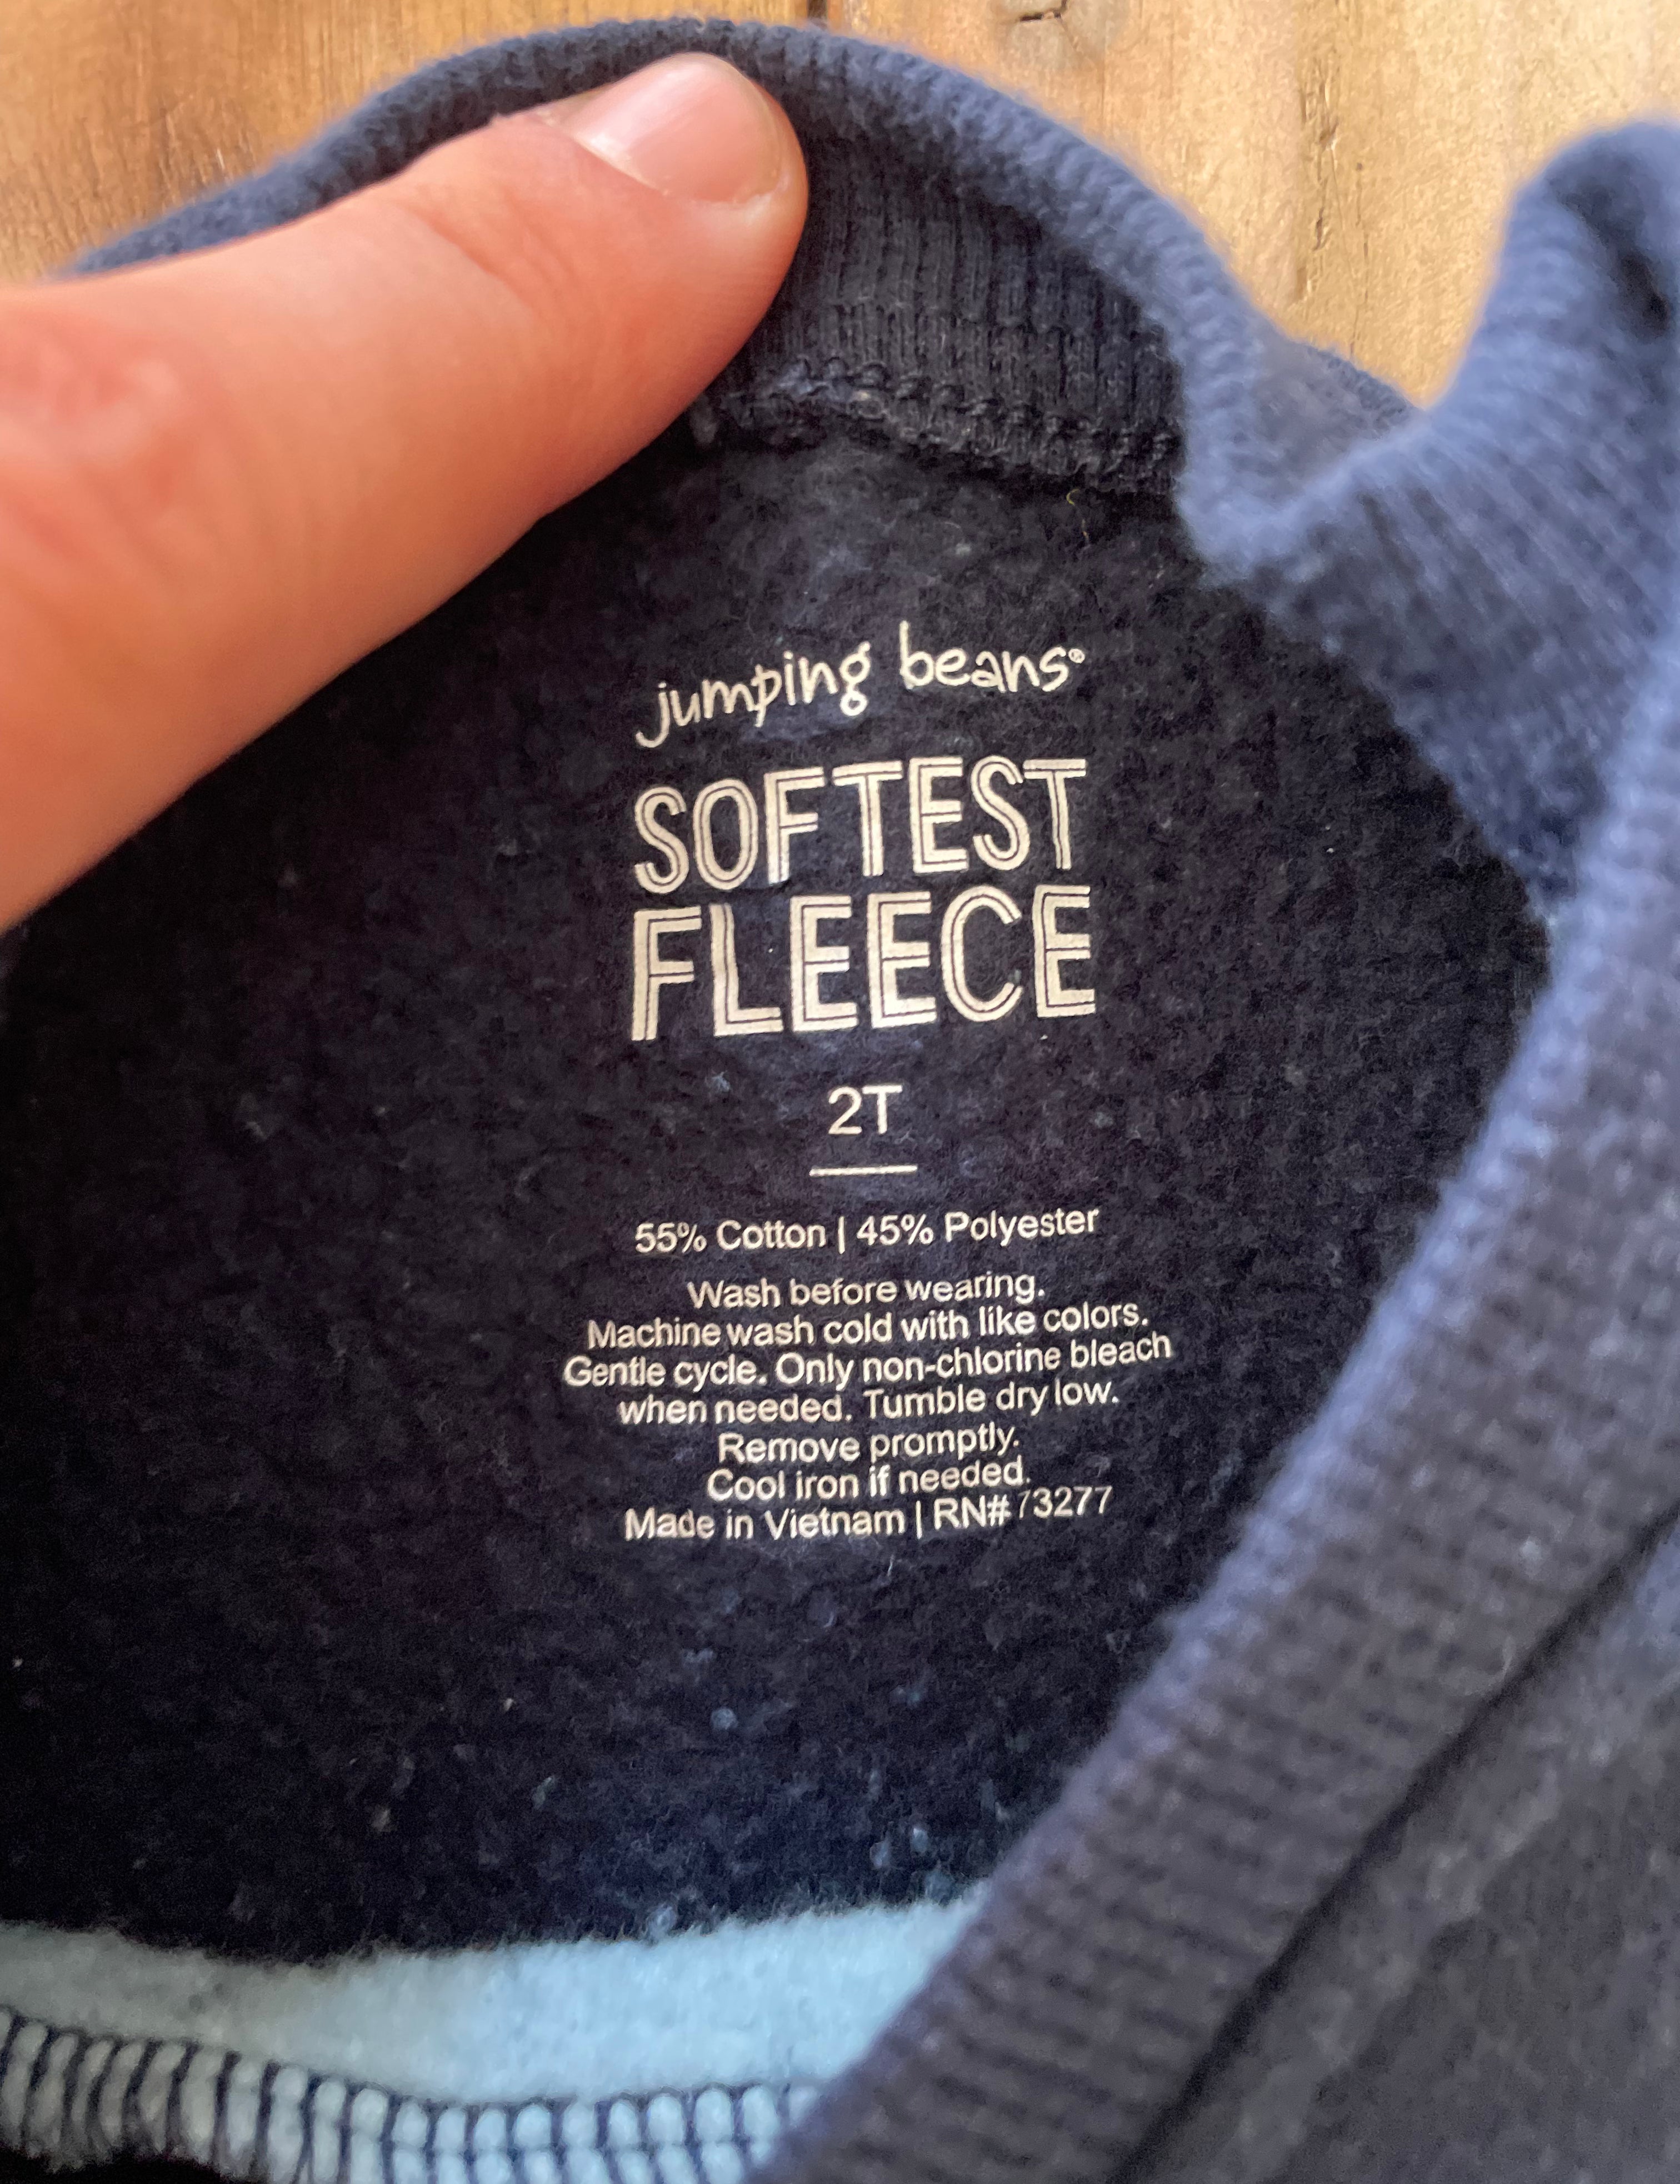 jumping beans®
SOFTEST
FLEECE
2T
55% Cotton | 45% Polyester
Wash before wearing.
Machine wash cold with like colors.
Gentle cycle. Only non-chlorine bleach
when needed. Tumble dry low.
Remove promptly.
Cool iron if needed.
Made in Vietnam | RN# 73277